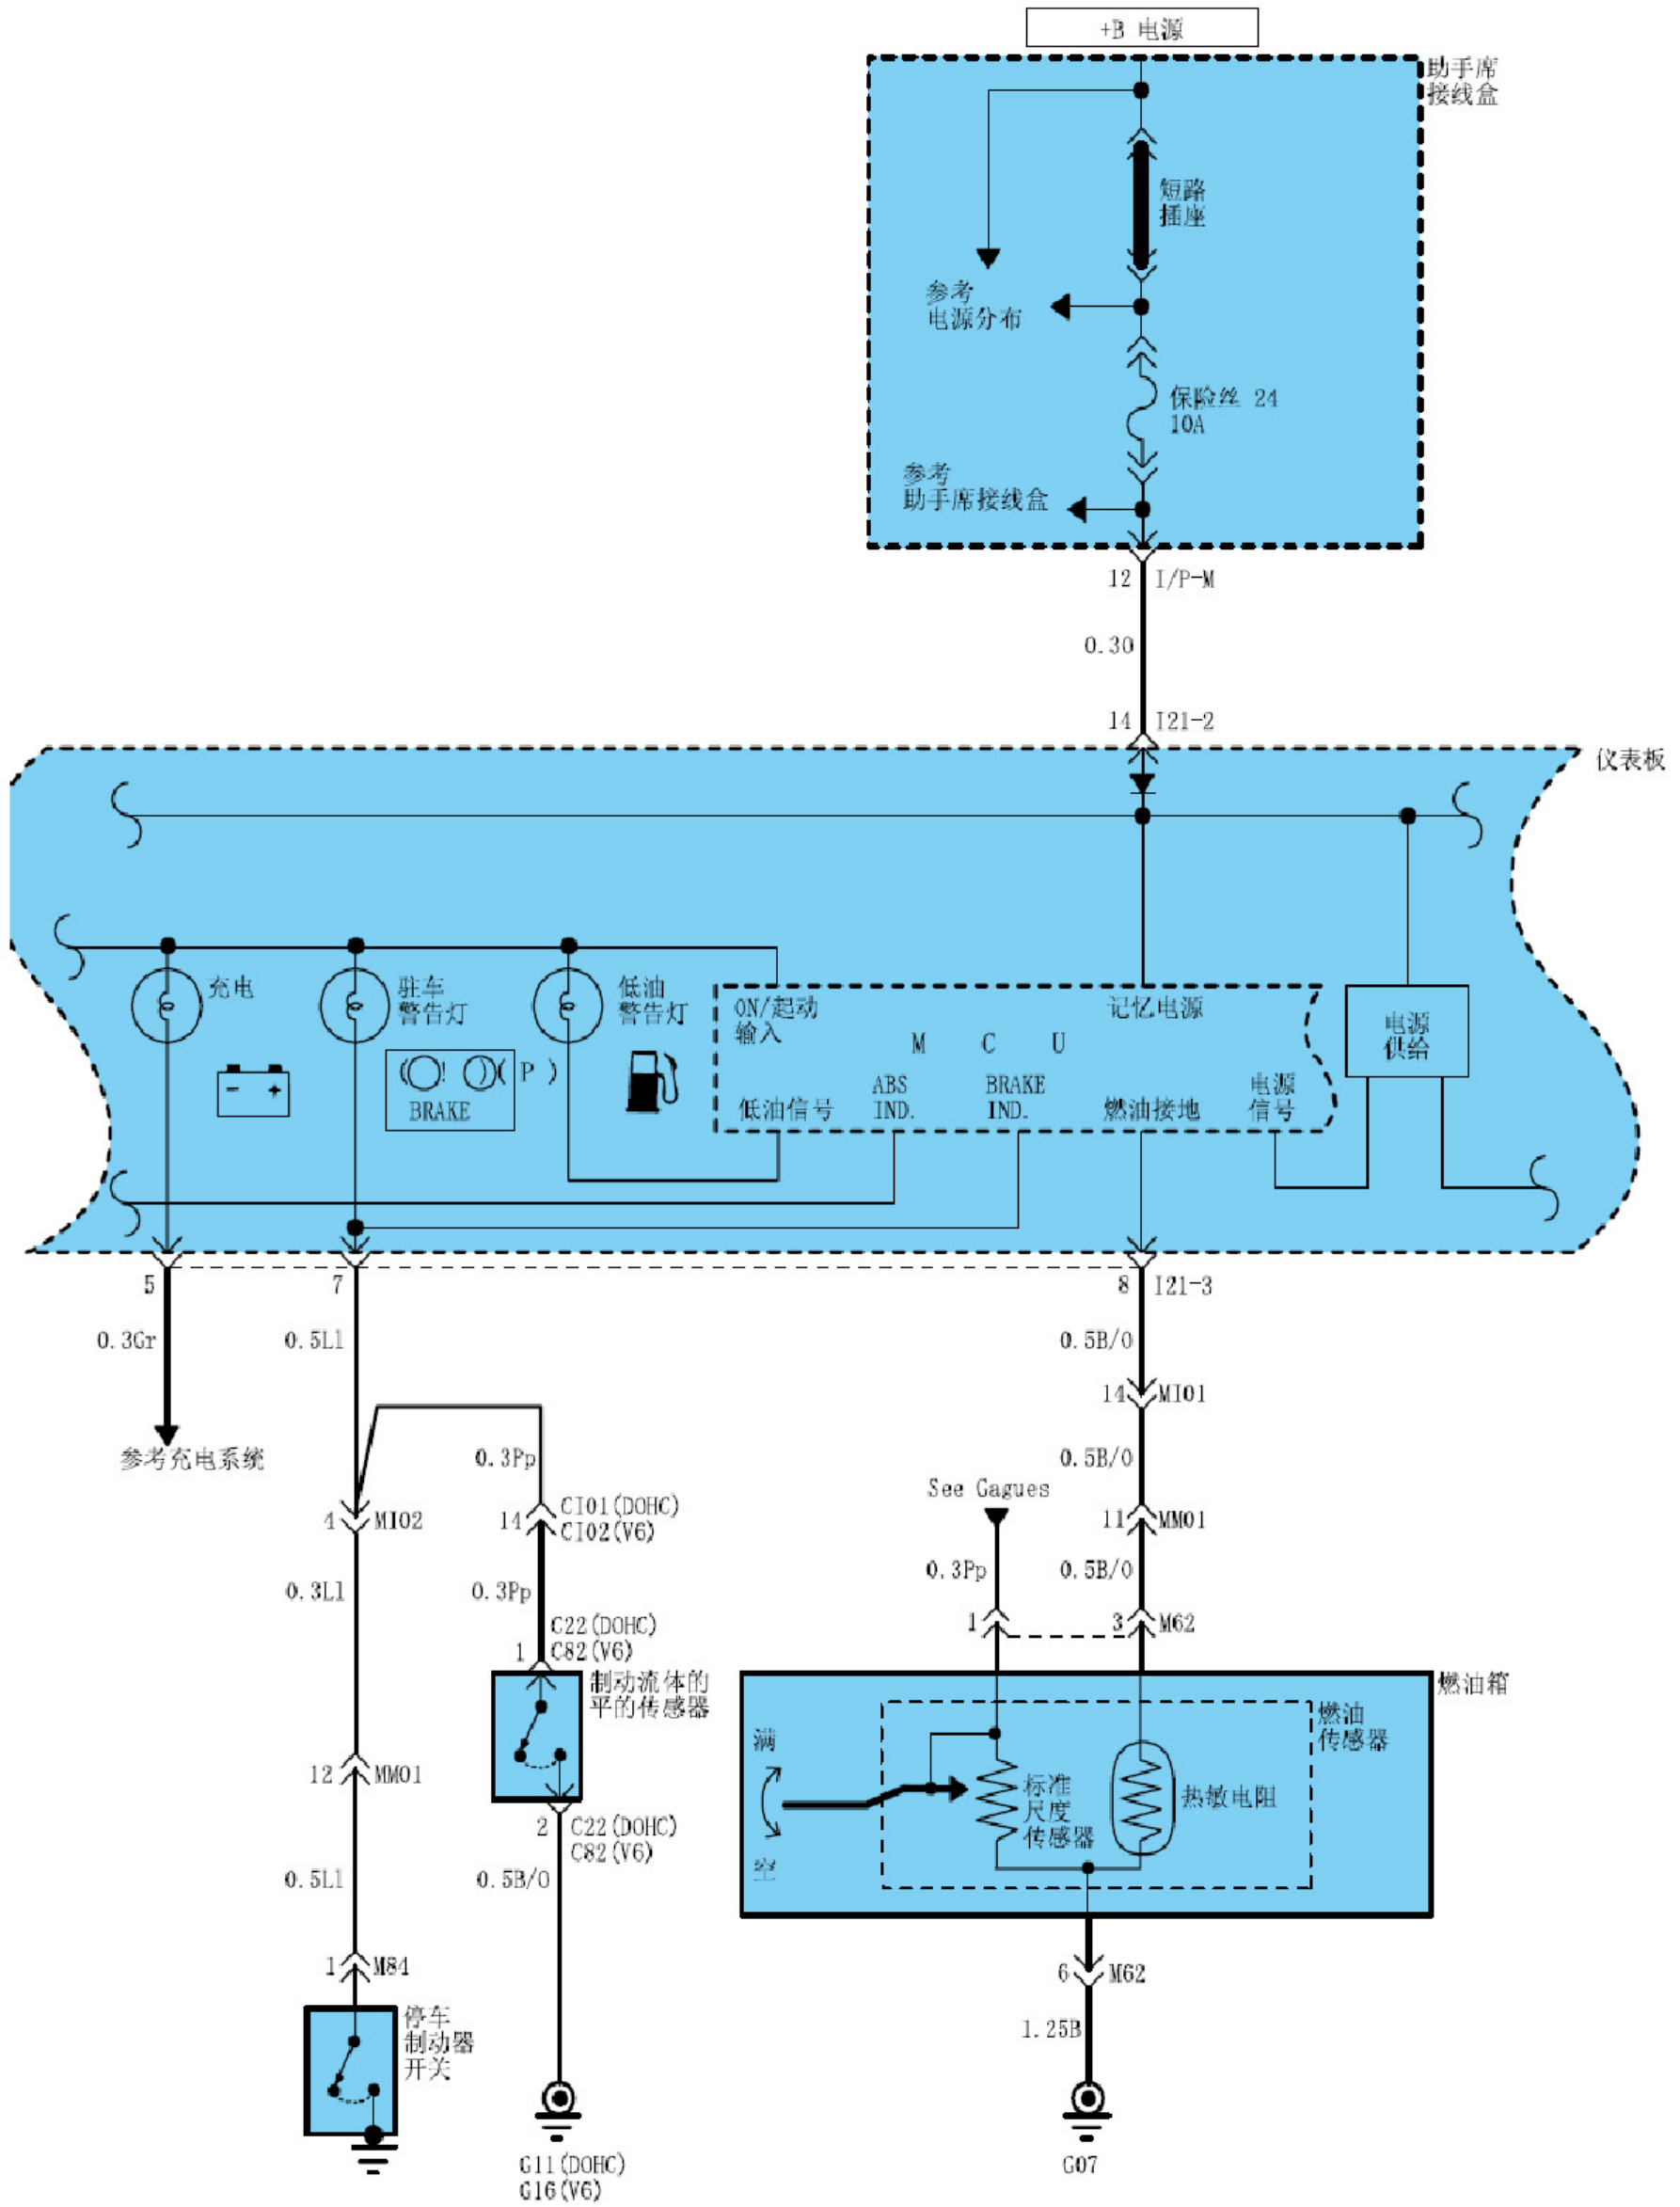 +B 电源
助手席
接线盒
短路
插座
参考
电源分布
保险丝 24
10A
参考
助手席接线盒
12
I/P-M
0.30
14
I21-2
仪表板
充电
驻车
警告灯
低油
警告灯
ON/起动
输入
记忆电源
M C U
电源
供给
(○! ○)( P )
BRAKE
- +
低油信号
ABS
IND.
BRAKE
IND.
燃油接地
电源
信号
5
7
8
I21-3
0.3Gr
0.5Ll
0.5B/O
14
MI01
参考充电系统
0.3Pp
0.5B/O
See Gagues
4
MI02
14
CI01(DOHC)
CI02(V6)
11
MM01
0.3Ll
0.3Pp
0.3Pp
0.5B/O
1
C22(DOHC)
C82(V6)
1
3
M62
制动流体的
平的传感器
燃油箱
燃油
传感器
满
空
标准
尺度
传感器
热敏电阻
12
MM01
2
C22(DOHC)
C82(V6)
0.5Ll
0.5B/O
1
M84
6
M62
停车
制动器
开关
1.25B
G11(DOHC)
G16(V6)
G07